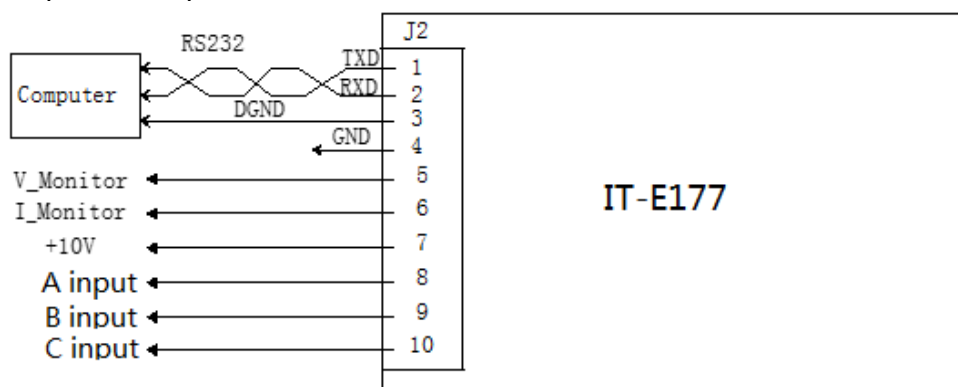 J2
RS232
TXD
1
Computer
RXD
2
DGND
3
GND
4
V_Monitor
5
IT-E177
I_Monitor
6
+10V
7
A input
8
B input
9
C input
10